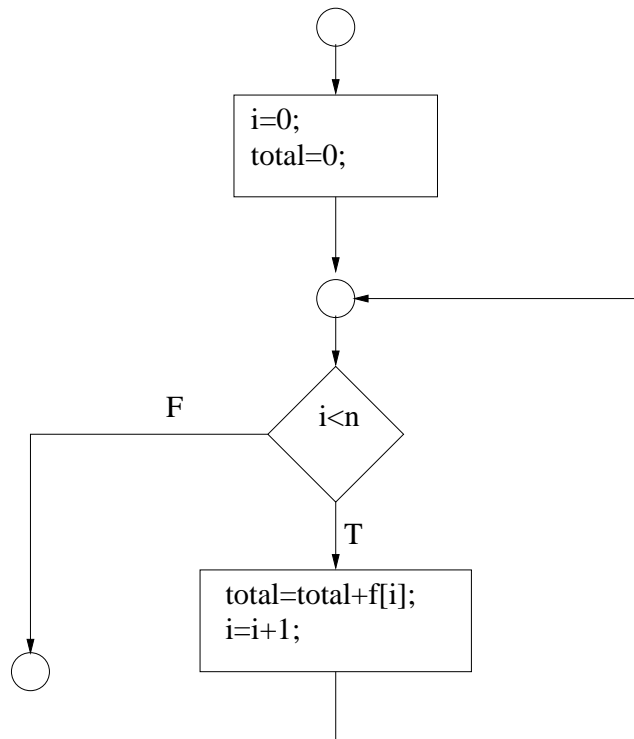 i=0;
total=0;
i<n
F
T
total=total+f[i];
i=i+1;